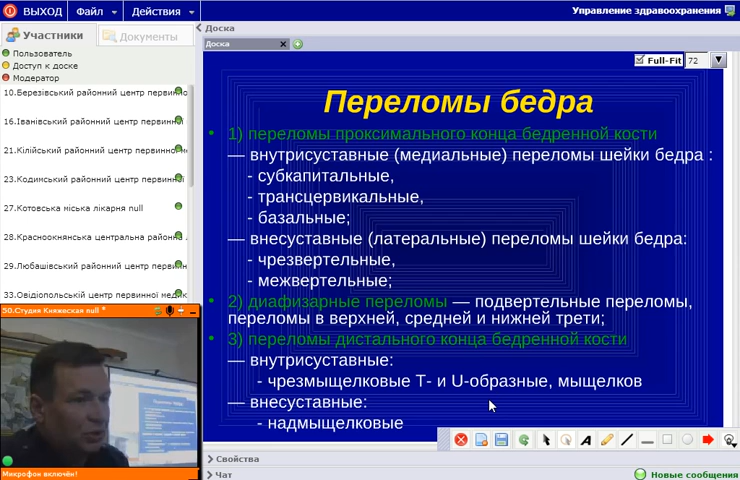 ВЫХОД
Файл
Действия
Управление здравоохранения
Участники
Документы
Пользователь
Доступ к доске
Модератор
10.Березівський районний центр первинно
16.Іванівський районний центр первинної
21.Кілійський районний центр первинної м
23.Кодинський районний центр первинної
27.Котовська міська лікарня null
28.Красноокнянська центральна районна
29.Любашівський районний центр первинн
33.Овідіопольській центр первинної медик
50.Студия Княжеская null *
Микрофон включён!
Доска
Доска
Full-Fit
72
Переломы бедра
• 1) переломы проксимального конца бедренной кости
— внутрисуставные (медиальные) переломы шейки бедра :
- субкапитальные,
- трансцервикальные,
- базальные;
— внесуставные (латеральные) переломы шейки бедра:
- чрезвертельные,
- межвертельные;
• 2) диафизарные переломы — подвертельные переломы,
переломы в верхней, средней и нижней трети;
• 3) переломы дистального конца бедренной кости
— внутрисуставные:
- чрезмыщелковые Т- и U-образные, мыщелков
— внесуставные:
- надмыщелковые
A
Свойства
Чат
Новые сообщения